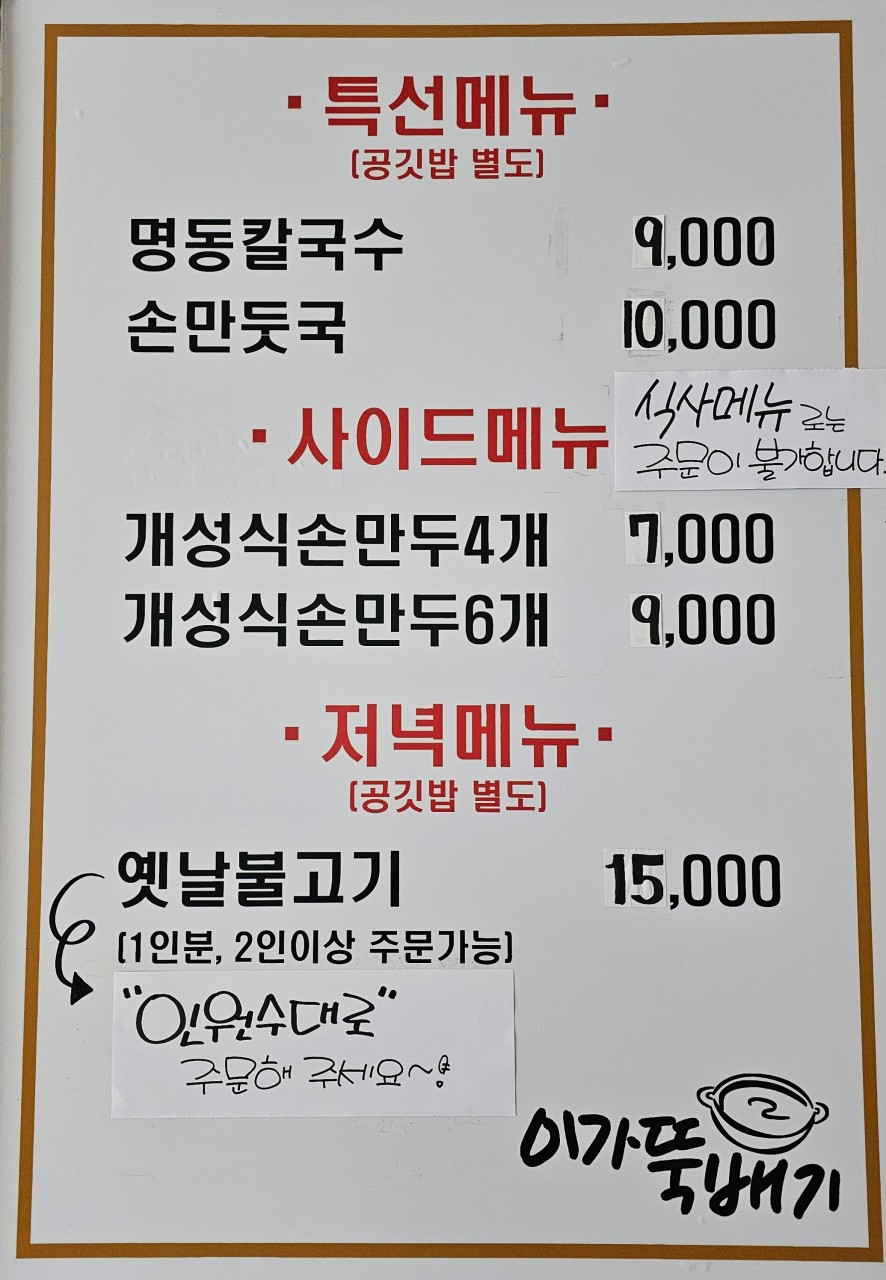 · 특선메뉴 ·
(공깃밥 별도)
명동칼국수 9,000
손만둣국 10,000
· 사이드메뉴
식사메뉴로는
주문이 불가합니다.
개성식손만두4개 7,000
개성식손만두6개 9,000
· 저녁메뉴 ·
(공깃밥 별도)
옛날불고기 15,000
(1인분, 2인이상 주문가능)
"인원수대로"
주문해 주세요~!
이가뚝배기